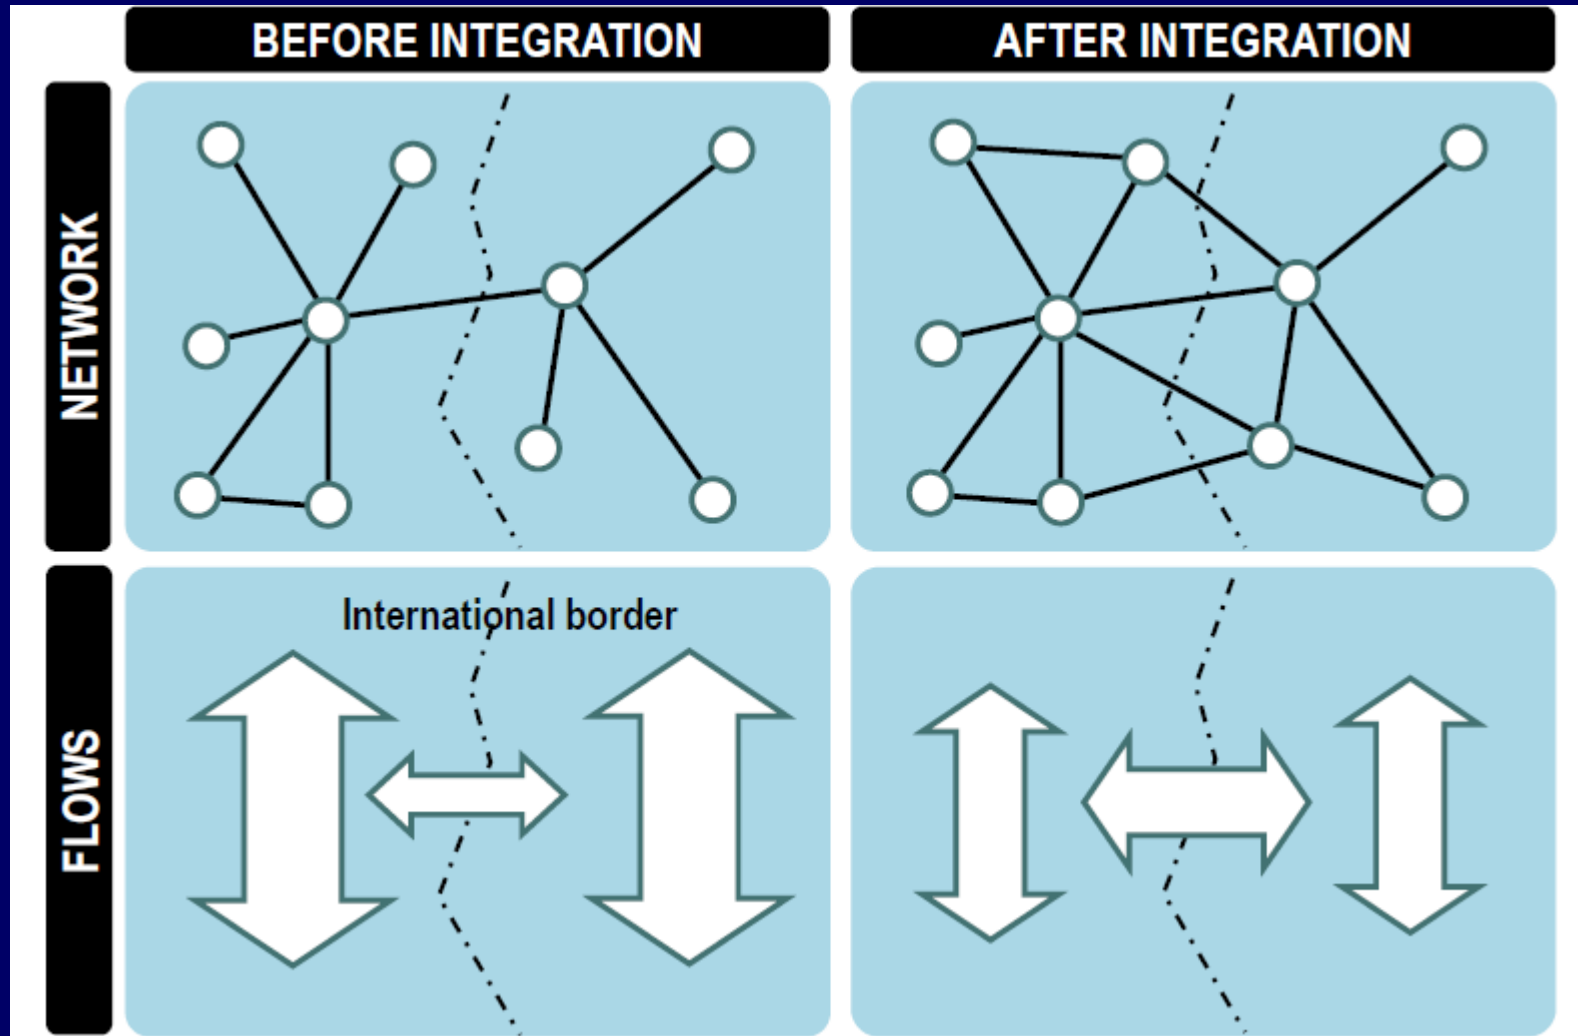 BEFORE INTEGRATION
AFTER INTEGRATION
NETWORK
FLOWS
International border